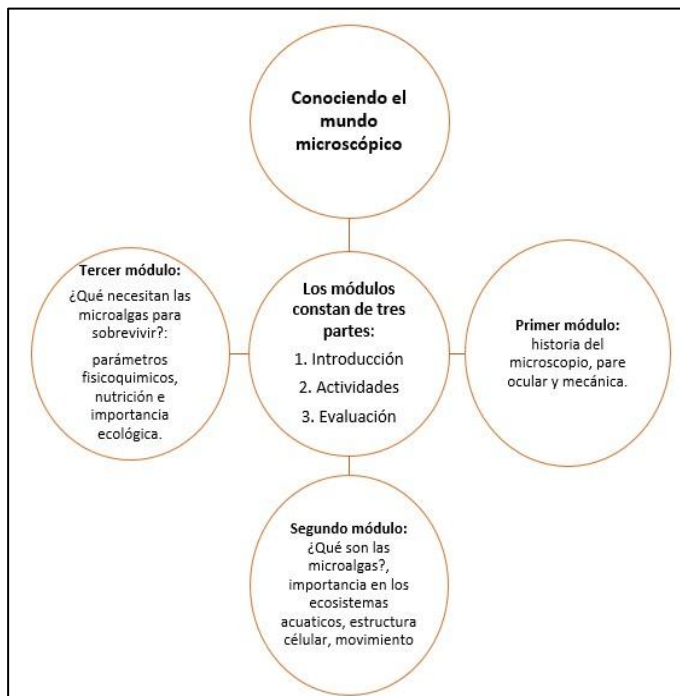 Conociendo el
mundo
microscópico
Tercer módulo:
¿Qué necesitan las
microalgas para
sobrevivir?:
parámetros
fisicoquimicos,
nutrición e
importancia
ecológica.
Los módulos
constan de tres
partes:
1. Introducción
2. Actividades
3. Evaluación
Primer módulo:
historia del
microscopio, pare
ocular y mecánica.
Segundo módulo:
¿Qué son las
microalgas?,
importancia en los
ecosistemas
acuaticos, estructura
célular, movimiento